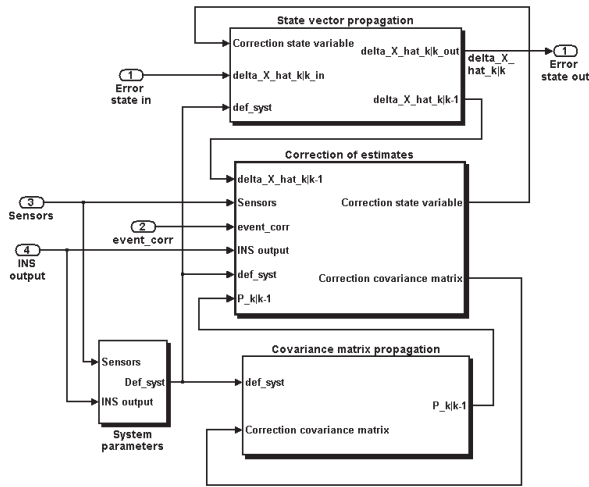 State vector propagation
Correction state variable
delta_X_hat_k|k_out
1
delta_X_
hat_k|k
1
Error
state out
Error
state in
delta_X_hat_k|k_in
def_syst
delta_X_hat_k|k-1
Correction of estimates
delta_X_hat_k|k-1
3
Sensors
Sensors
Correction state variable
2
event_corr
event_corr
4
INS
output
INS output
def_syst
Correction covariance matrix
P_k|k-1
Covariance matrix propagation
Sensors
Def_syst
INS output
System
parameters
def_syst
P_k|k-1
Correction covariance matrix